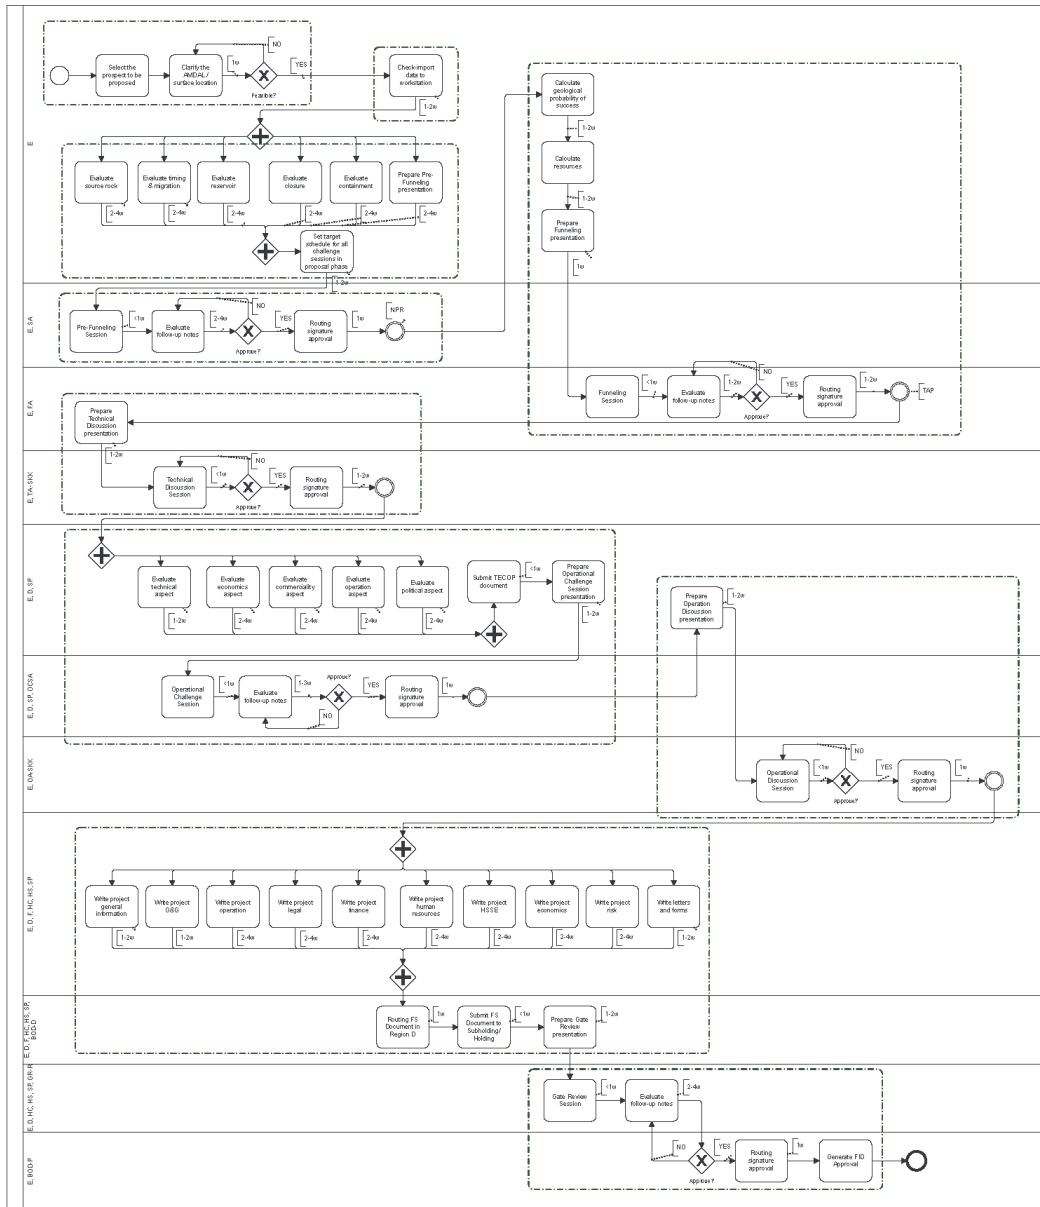 E
Select the
prospect to be
proposed
Clarify the
AMDAL /
surface location
1w
NO
Feasible?
YES
Check-import
data to
workstation
1-2w
Evaluate
source rock
2-4w
Evaluate timing
& migration
2-4w
Evaluate
reservoir
2-4w
Evaluate
closure
2-4w
Evaluate
containment
2-4w
Prepare Pre-
Funneling
presentation
2-4w
Set target
schedule for all
challenge
sessions in
proposal phase
1-2w
Calculate
geological
probability of
success
1-2w
Calculate
resources
1-2w
Prepare
Funneling
presentation
1w
E, SA
Pre-Funneling
Session
<1w
Evaluate
follow-up notes
2-4w
NO
Approve?
YES
Routing
signature
approval
1w
NPR
E, FA
Funneling
Session
<1w
Evaluate
follow-up notes
1-2w
NO
Approve?
YES
Routing
signature
approval
1-2w
TAP
Prepare
Technical
Discussion
presentation
1-2w
E, TA-SKK
Technical
Discussion
Session
<1w
NO
Approve?
YES
Routing
signature
approval
1-2w
E, D, SP
Evaluate
technical
aspect
1-2w
Evaluate
economics
aspect
2-4w
Evaluate
commerciality
aspect
2-4w
Evaluate
operation
aspect
2-4w
Evaluate
political aspect
2-4w
Submit TECOP
document
<1w
Prepare
Operational
Challenge
Session
presentation
1-2w
Prepare
Operation
Discussion
presentation
1-2w
E, D, SP, OCSA
Operational
Challenge
Session
<1w
Evaluate
follow-up notes
1-3w
Approve?
NO
YES
Routing
signature
approval
1w
E, OA-SKK
Operational
Discussion
Session
<1w
NO
Approve?
YES
Routing
signature
approval
1w
E, D, F, HC, HS, SP
Write project
general
information
1-2w
Write project
G&G
1-2w
Write project
operation
2-4w
Write project
legal
2-4w
Write project
finance
2-4w
Write project
human
resources
2-4w
Write project
HSSE
2-4w
Write project
economics
2-4w
Write project
risk
2-4w
Write letters
and forms
1-2w
E, D, F, HC, HS, SP,
BOD-D
Routing FS
Document in
Region D
1w
Submit FS
Document to
Subholding/
Holding
<1w
Prepare Gate
Review
presentation
1-2w
E, D, HC, HS, SP, GR-R
Gate Review
Session
<1w
Evaluate
follow-up notes
2-4w
E, BOD-P
NO
Approve?
YES
Routing
signature
approval
1w
Generate FID
Approval